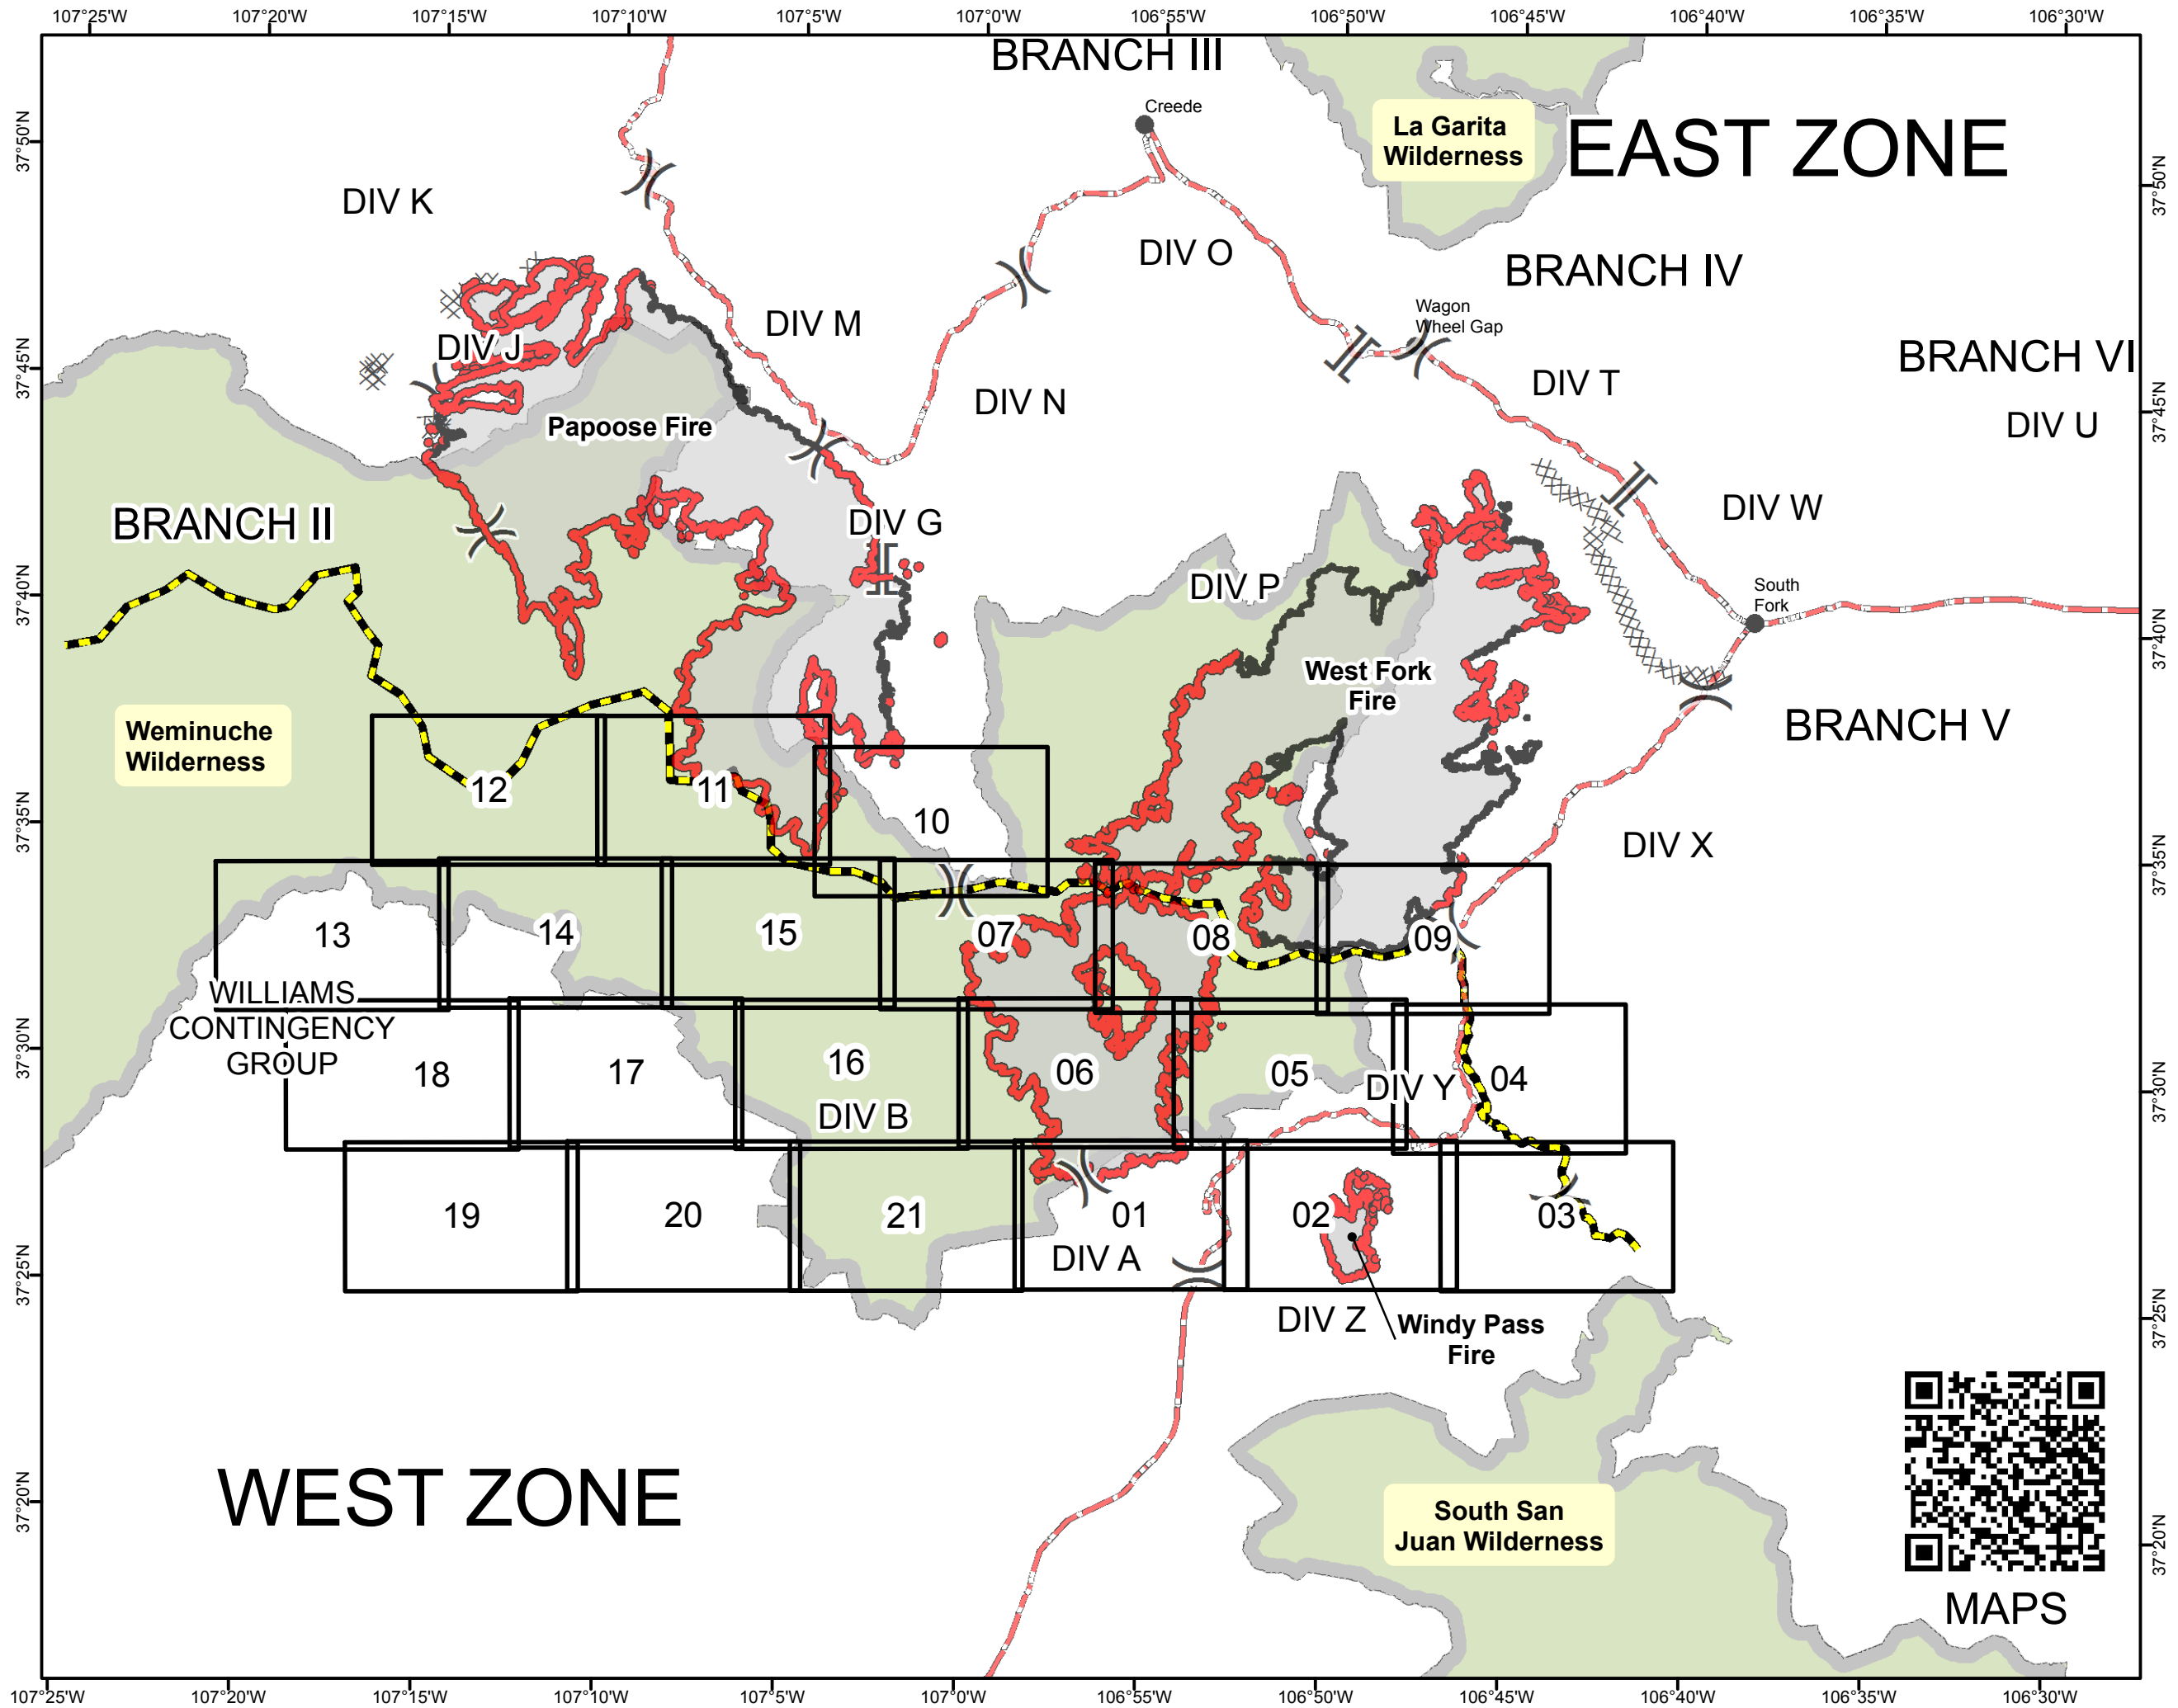 107°25'W 107°20'W 107°15'W 107°10'W 107°5'W 107°0'W 106°55'W 106°50'W 106°45'W 106°40'W 106°35'W 106°30'W
BRANCH III
Creede
La Garita
Wilderness
EAST ZONE
37°50'N
37°50'N
DIV K
DIV O
BRANCH IV
DIV M
Wagon
Wheel Gap
DIV J
BRANCH VI
37°45'N
DIV T
DIV N
37°45'N
Papoose Fire
DIV U
BRANCH II
DIV G
DIV W
37°40'N
DIV P
South
Fork
37°40'N
West Fork
Fire
Weminuche
Wilderness
BRANCH V
12
11
10
37°35'N
DIV X
37°35'N
13
14
15
07
08
09
WILLIAMS
CONTINGENCY
GROUP
37°30'N
18
17
16
06
05
04
DIV Y
37°30'N
DIV B
19
20
21
01
02
03
DIV A
37°25'N
DIV Z
Windy Pass
Fire
37°25'N
WEST ZONE
37°20'N
South San
Juan Wilderness
37°20'N
MAPS
107°25'W 107°20'W 107°15'W 107°10'W 107°5'W 107°0'W 106°55'W 106°50'W 106°45'W 106°40'W 106°35'W 106°30'W